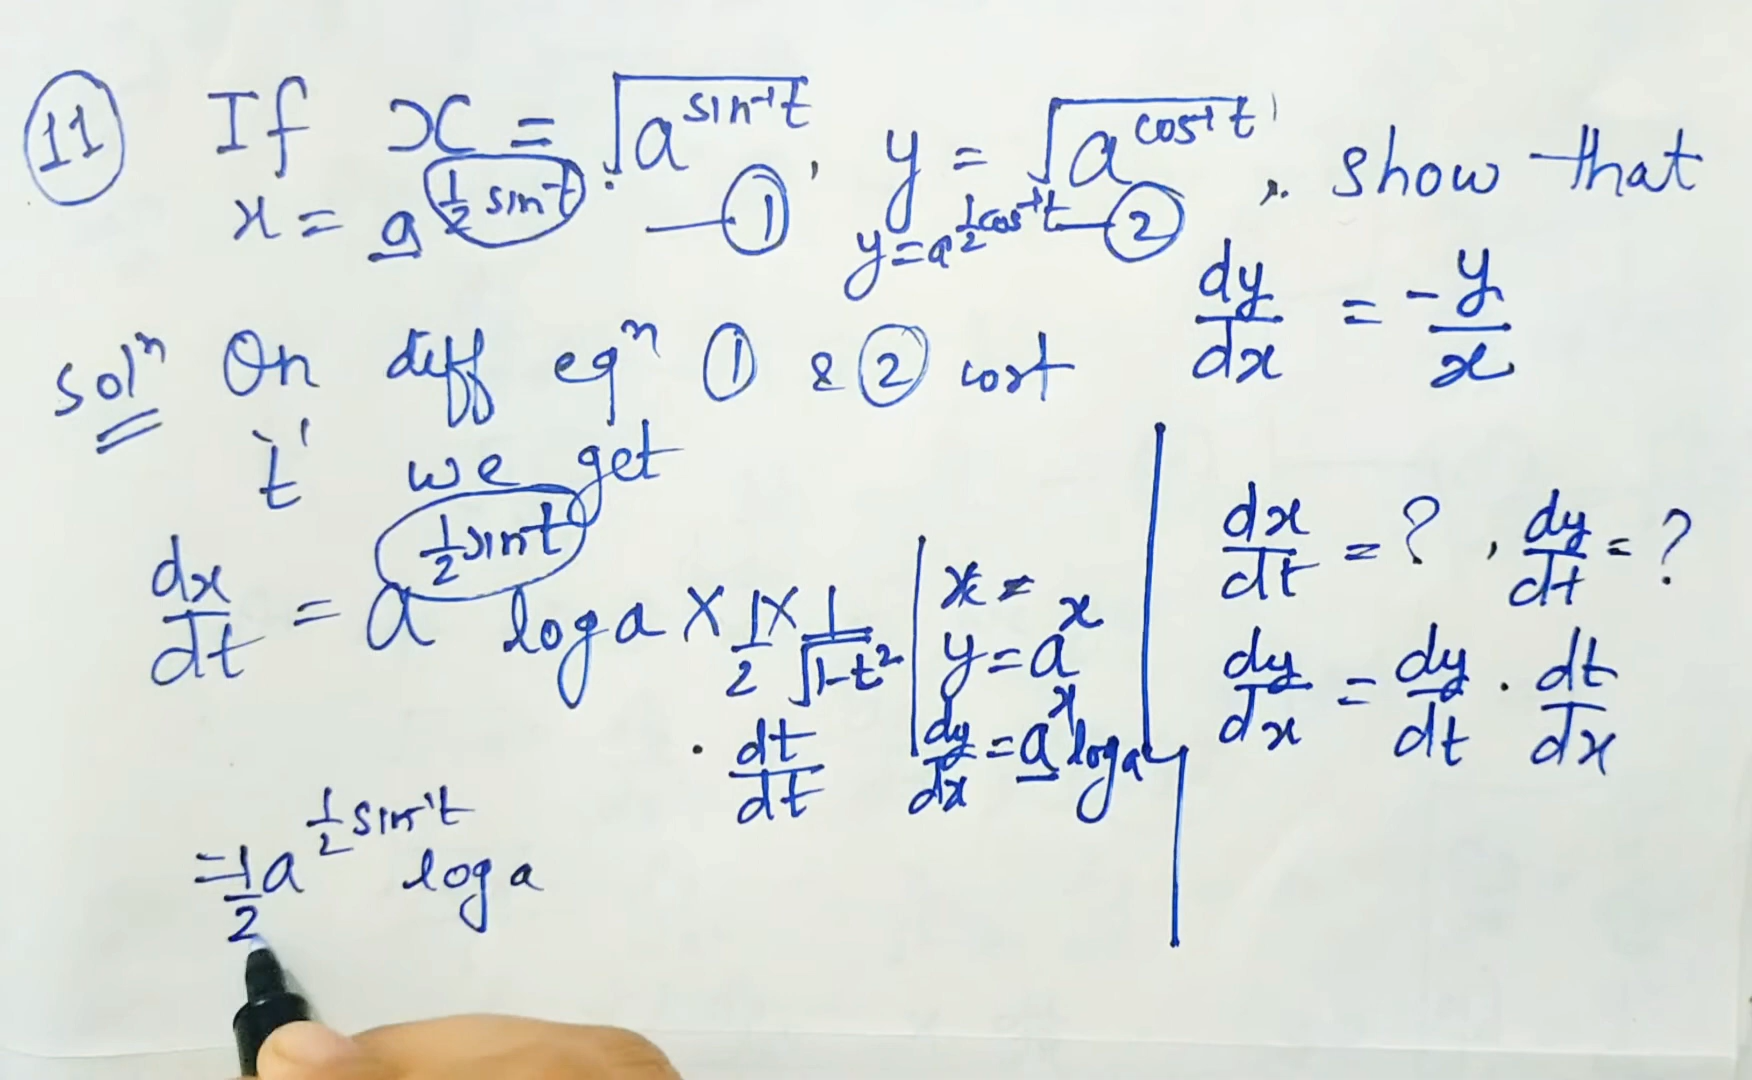 11 If x = √a^sin⁻¹t, y = √a^cos⁻¹t, show that
x = a^½ sin⁻¹t — ① y = a^½ cos⁻¹t — ②
dy/dx = -y/x
Solⁿ On diff eqⁿ ① & ② wrt
't' we get
dx/dt = a^½ sin⁻¹t log a × 1/2 × 1/√1-t²
· dt/dt
x =
y = a^x
dy/dx = a^x log a
dx/dt = ?, dy/dt = ?
dy/dx = dy/dt · dt/dx
= 1/2 a^½ sin⁻¹t log a